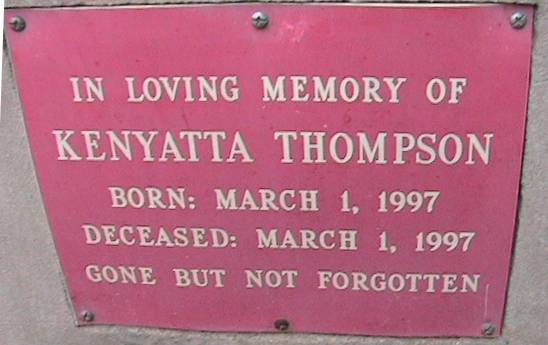 IN LOVING MEMORY OF
KENYATTA THOMPSON
BORN: MARCH 1, 1997
DECEASED: MARCH 1, 1997
GONE BUT NOT FORGOTTEN